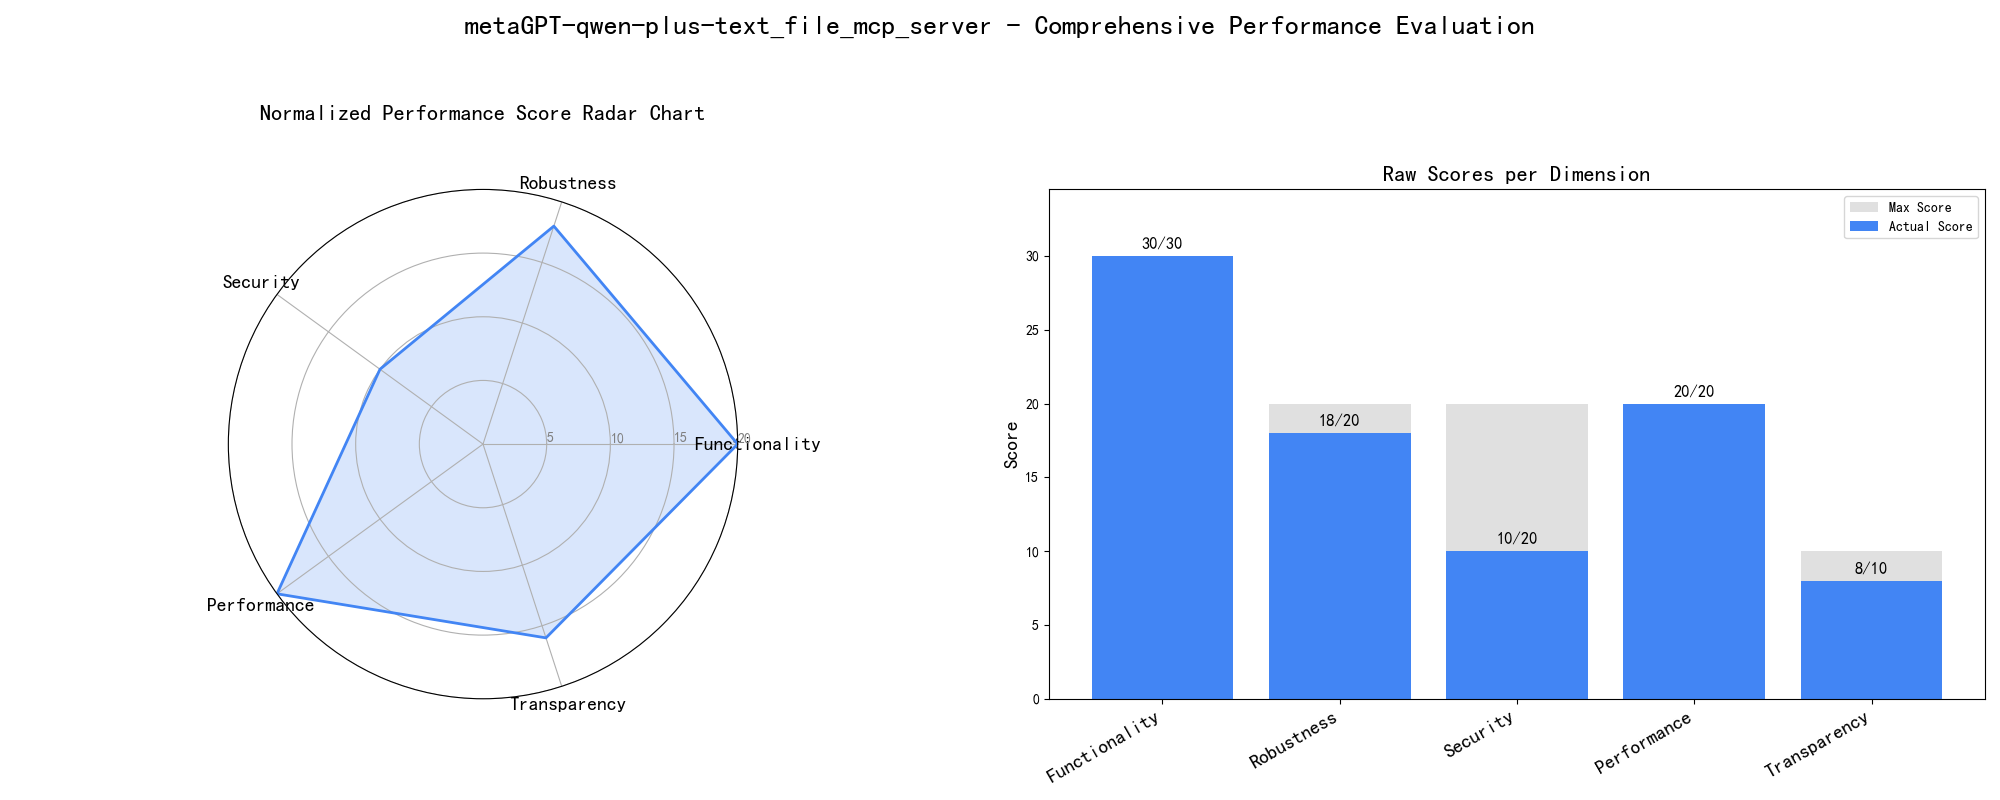 metaGPT-qwen-plus-text_file_mcp_server - Comprehensive Performance Evaluation
Normalized Performance Score Radar Chart
Robustness
Security
Functionality
5
10
15
20
Performance
Transparency
Raw Scores per Dimension
Max Score
Actual Score
Score
30
25
20
15
10
5
0
30/30
18/20
10/20
20/20
8/10
Functionality
Robustness
Security
Performance
Transparency